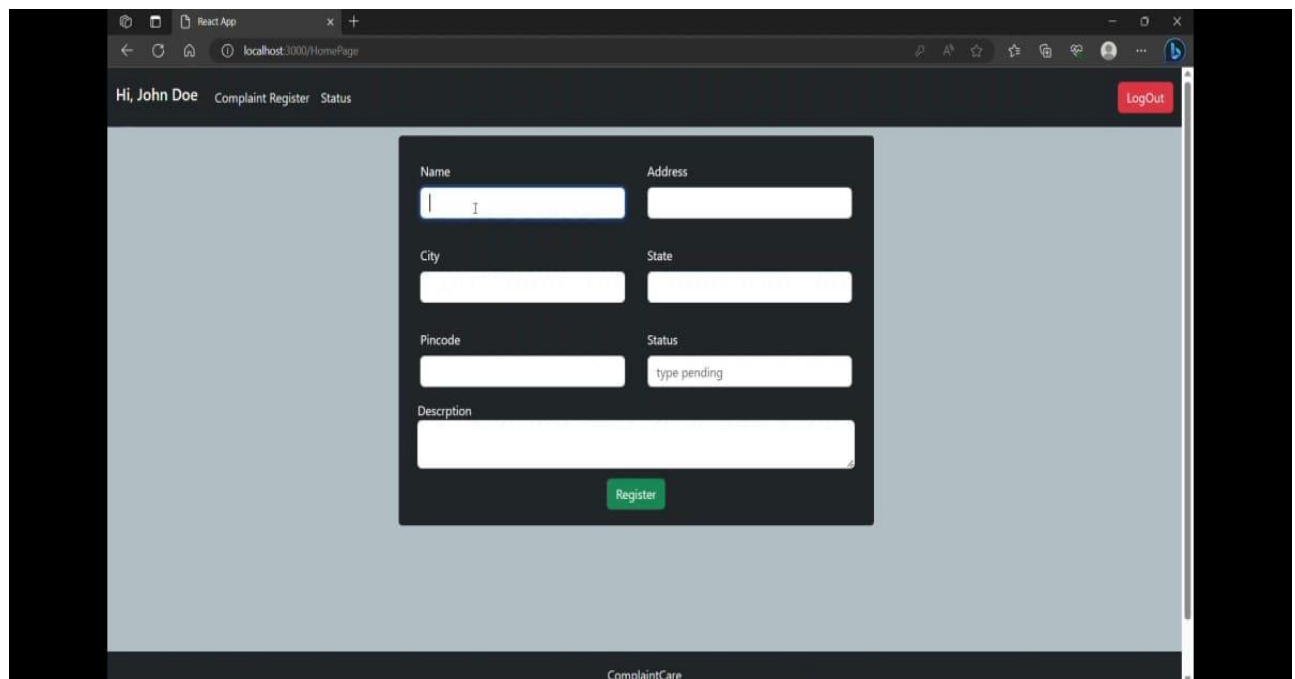 React App
localhost:3000/HomePage
Hi, John Doe Complaint Register Status LogOut
Name Address
City State
Pincode Status
type pending
Descrption
Register
ComplaintCare